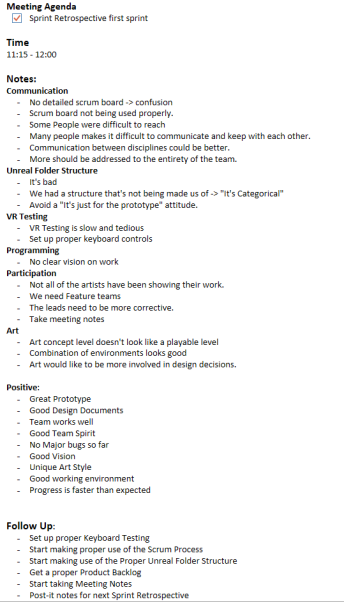 Meeting Agenda
Sprint Retrospective first sprint
Time
11:15 - 12:00
Notes:
Communication
- No detailed scrum board -> confusion
- Scrum board not being used properly.
- Some People were difficult to reach
- Many people makes it difficult to communicate and keep with each other.
- Communication between disciplines could be better.
- More should be addressed to the entirety of the team.
Unreal Folder Structure
- It's bad
- We had a structure that's not being made us of -> "It's Categorical"
- Avoid a "It's just for the prototype" attitude.
VR Testing
- VR Testing is slow and tedious
- Set up proper keyboard controls
Programming
- No clear vision on work
Participation
- Not all of the artists have been showing their work.
- We need Feature teams
- The leads need to be more corrective.
- Take meeting notes
Art
- Art concept level doesn't look like a playable level
- Combination of environments looks good
- Art would like to be more involved in design decisions.
Positive:
- Great Prototype
- Good Design Documents
- Team works well
- Good Team Spirit
- No Major bugs so far
- Good Vision
- Unique Art Style
- Good working environment
- Progress is faster than expected
Follow Up:
- Set up proper Keyboard Testing
- Start making proper use of the Scrum Process
- Start making use of the Proper Unreal Folder Structure
- Get a proper Product Backlog
- Start taking Meeting Notes
- Post-it notes for next Sprint Retrospective